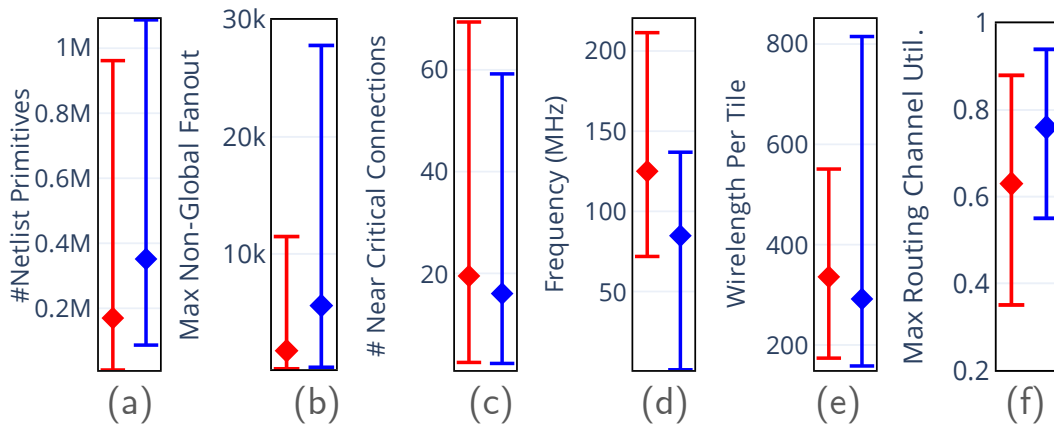 #Netlist Primitives
1M
0.8M
0.6M
0.4M
0.2M
(a)
Max Non-Global Fanout
30k
20k
10k
(b)
# Near Critical Connections
60
40
20
(c)
Frequency (MHz)
200
150
100
50
(d)
Wirelength Per Tile
800
600
400
200
(e)
Max Routing Channel Util.
1
0.8
0.6
0.4
0.2
(f)